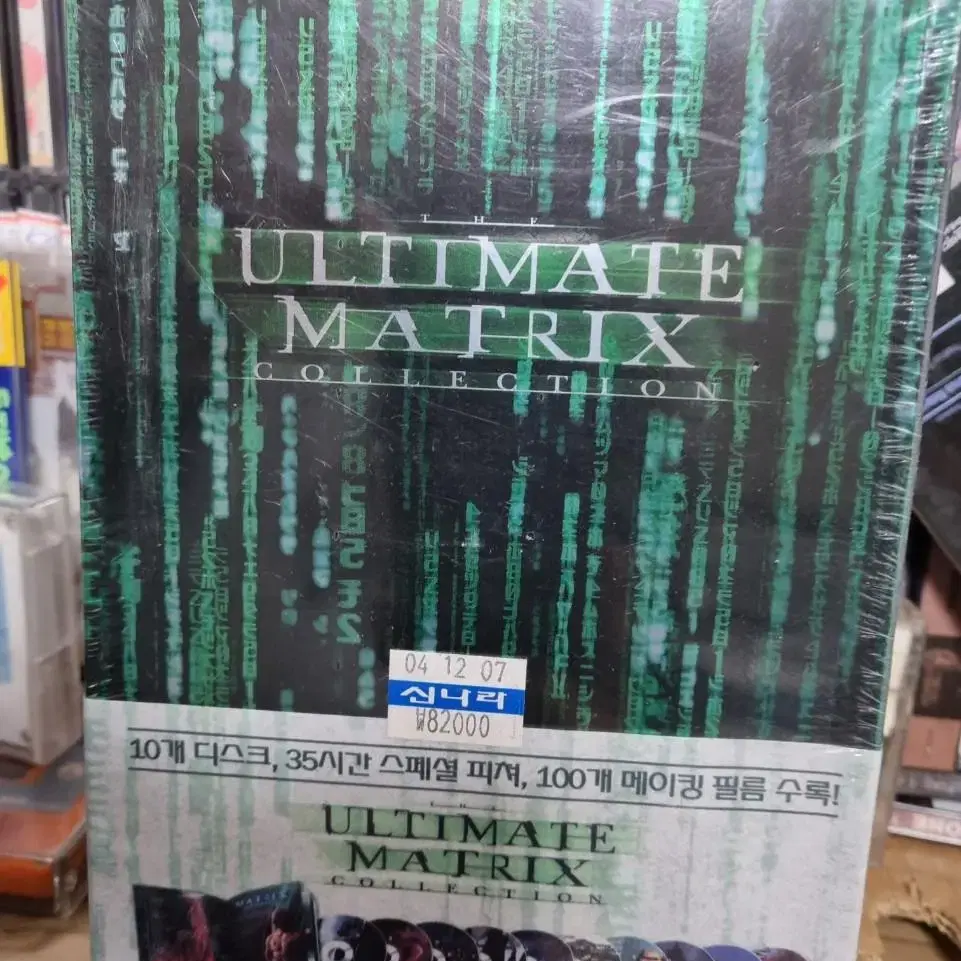 THE
ULTIMATE
MATRIX
COLLECTION
04 12 07
신나라
₩82000
10개 디스크, 35시간 스페셜 피쳐, 100개 메이킹 필름 수록!
THE
ULTIMATE
MATRIX
COLLECTION
MATRIX